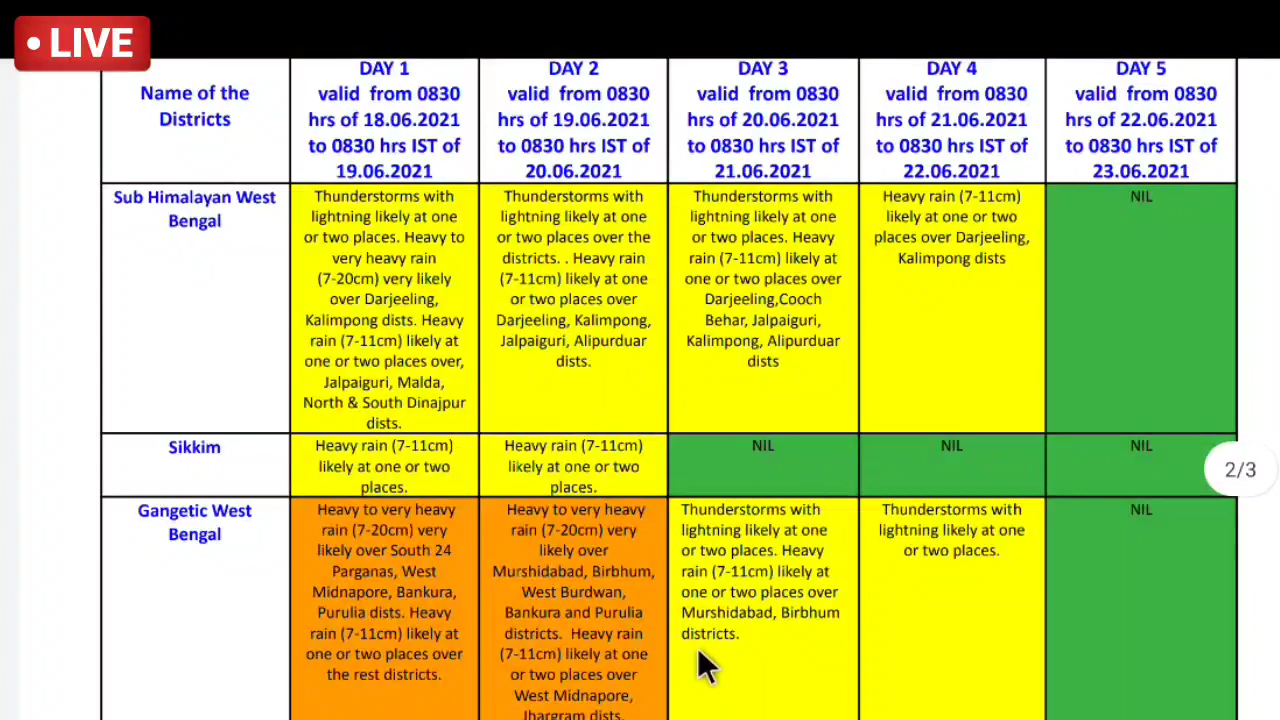 • LIVE
Name of the
Districts
DAY 1
valid from 0830
hrs of 18.06.2021
to 0830 hrs IST of
19.06.2021
DAY 2
valid from 0830
hrs of 19.06.2021
to 0830 hrs IST of
20.06.2021
DAY 3
valid from 0830
hrs of 20.06.2021
to 0830 hrs IST of
21.06.2021
DAY 4
valid from 0830
hrs of 21.06.2021
to 0830 hrs IST of
22.06.2021
DAY 5
valid from 0830
hrs of 22.06.2021
to 0830 hrs IST of
23.06.2021
Sub Himalayan West
Bengal
Thunderstorms with
lightning likely at one
or two places. Heavy to
very heavy rain
(7-20cm) very likely
over Darjeeling,
Kalimpong dists. Heavy
rain (7-11cm) likely at
one or two places over,
Jalpaiguri, Malda,
North & South Dinajpur
dists.
Thunderstorms with
lightning likely at one
or two places over the
districts. . Heavy rain
(7-11cm) likely at one
or two places over
Darjeeling, Kalimpong,
Jalpaiguri, Alipurduar
dists.
Thunderstorms with
lightning likely at one
or two places. Heavy
rain (7-11cm) likely at
one or two places over
Darjeeling,Cooch
Behar, Jalpaiguri,
Kalimpong, Alipurduar
dists
Heavy rain (7-11cm)
likely at one or two
places over Darjeeling,
Kalimpong dists
NIL
Sikkim
Heavy rain (7-11cm)
likely at one or two
places.
Heavy rain (7-11cm)
likely at one or two
places.
NIL
NIL
NIL
2/3
Gangetic West
Bengal
Heavy to very heavy
rain (7-20cm) very
likely over South 24
Parganas, West
Midnapore, Bankura,
Purulia dists. Heavy
rain (7-11cm) likely at
one or two places over
the rest districts.
Heavy to very heavy
rain (7-20cm) very
likely over
Murshidabad, Birbhum,
West Burdwan,
Bankura and Purulia
districts. Heavy rain
(7-11cm) likely at one
or two places over
West Midnapore,
Jhargram dists.
Thunderstorms with
lightning likely at one
or two places. Heavy
rain (7-11cm) likely at
one or two places over
Murshidabad, Birbhum
districts.
Thunderstorms with
lightning likely at one
or two places.
NIL